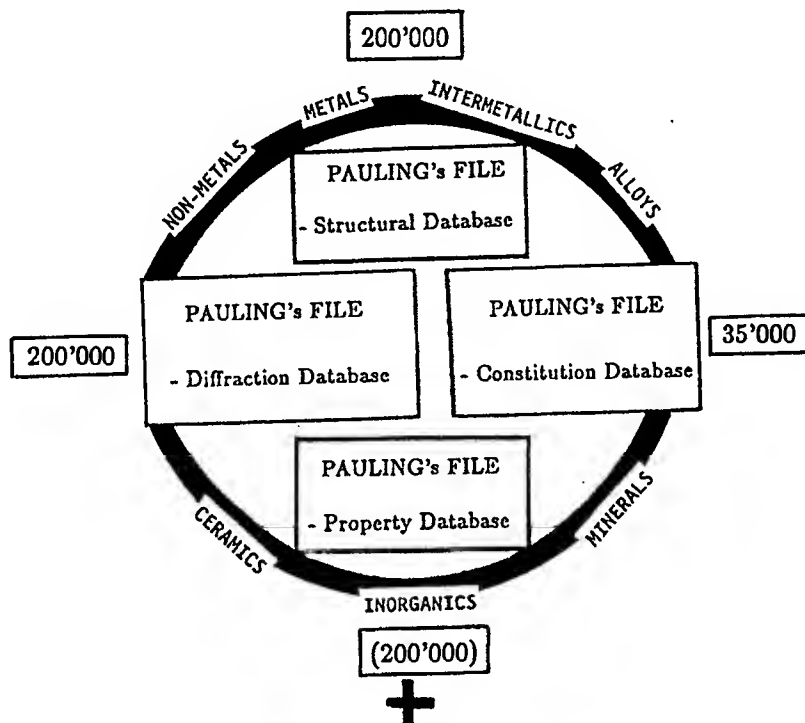 200'000
METALS
INTERMETALLICS
NON-METALS
ALLOYS
PAULING's FILE
- Structural Database
PAULING's FILE
- Diffraction Database
PAULING's FILE
- Constitution Database
200'000
35'000
PAULING's FILE
- Property Database
CERAMICS
MINERALS
INORGANICS
(200'000)
+